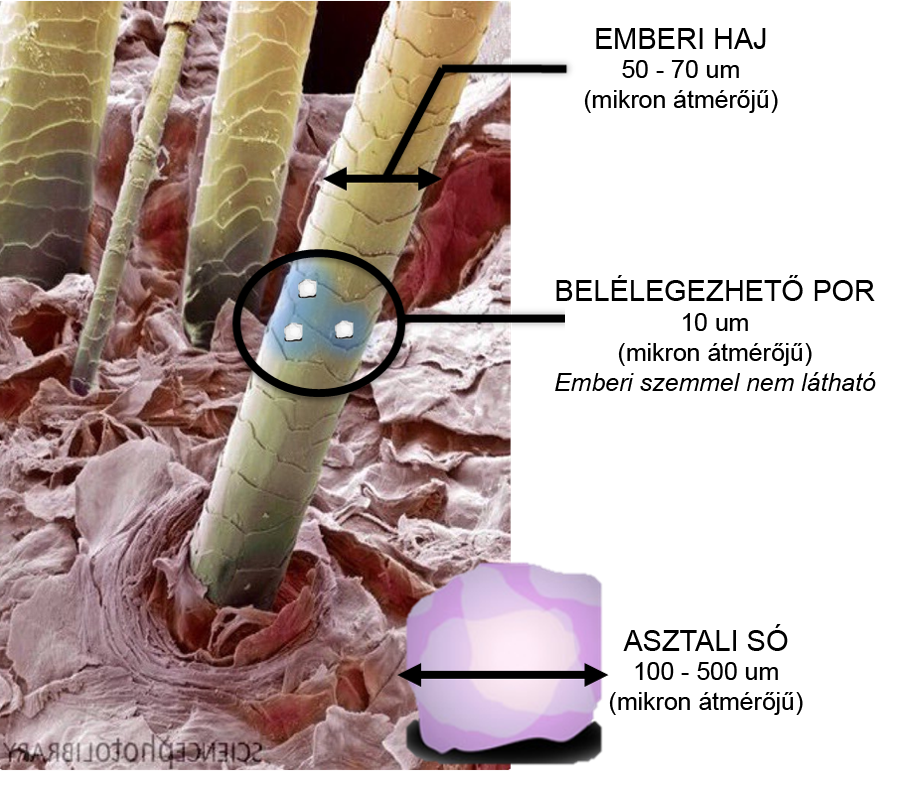 EMBERI HAJ
50 - 70 um
(mikron átmérőjű)
BELÉLEGEZHETŐ POR
10 um
(mikron átmérőjű)
Emberi szemmel nem látható
ASZTALI SÓ
100 - 500 um
(mikron átmérőjű)
SCIENCEphotoLIBRARY